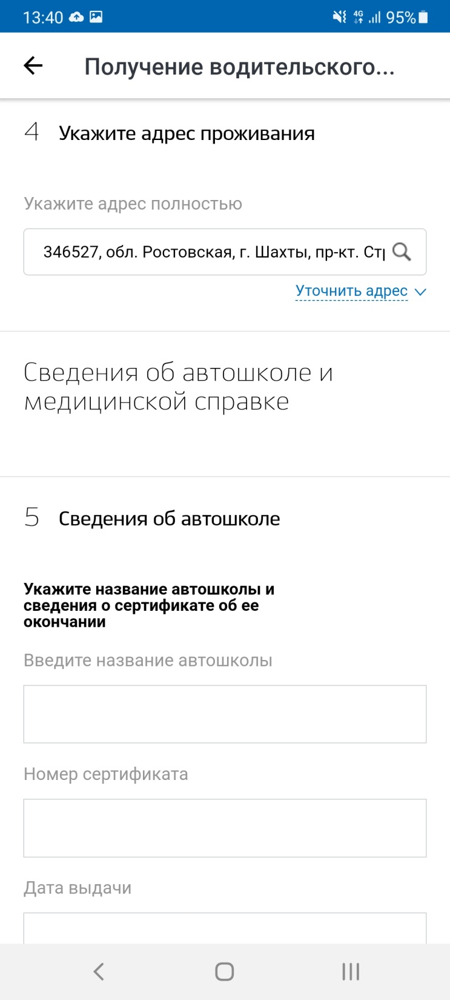 13:40 4G 95%
Получение водительского...
4 Укажите адрес проживания
Укажите адрес полностью
346527, обл. Ростовская, г. Шахты, пр-кт.
Уточнить адрес
Сведения об автошколе и
медицинской справке
5 Сведения об автошколе
Укажите название автошколы и
сведения о сертификате об ее
окончании
Введите название автошколы
Номер сертификата
Дата выдачи